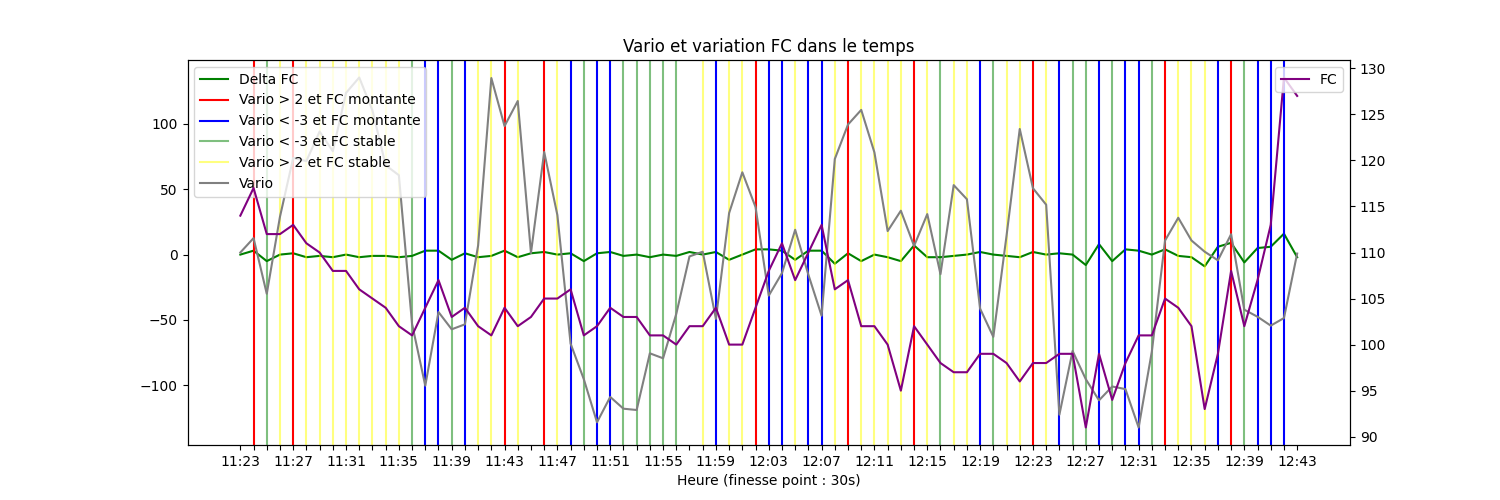 Vario et variation FC dans le temps
Delta FC
Vario > 2 et FC montante
Vario < -3 et FC montante
Vario < -3 et FC stable
Vario > 2 et FC stable
Vario
FC
100
50
0
−50
−100
130
125
120
115
110
105
100
95
90
11:23 11:27 11:31 11:35 11:39 11:43 11:47 11:51 11:55 11:59 12:03 12:07 12:11 12:15 12:19 12:23 12:27 12:31 12:35 12:39 12:43
Heure (finesse point : 30s)